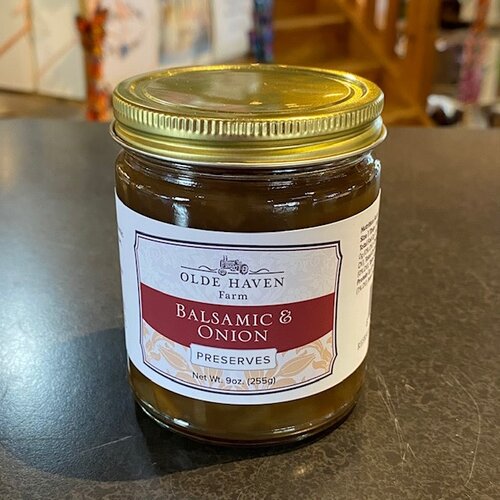 OLDE HAVEN
Farm
BALSAMIC &
ONION
PRESERVES
Net Wt. 9oz. (255g)